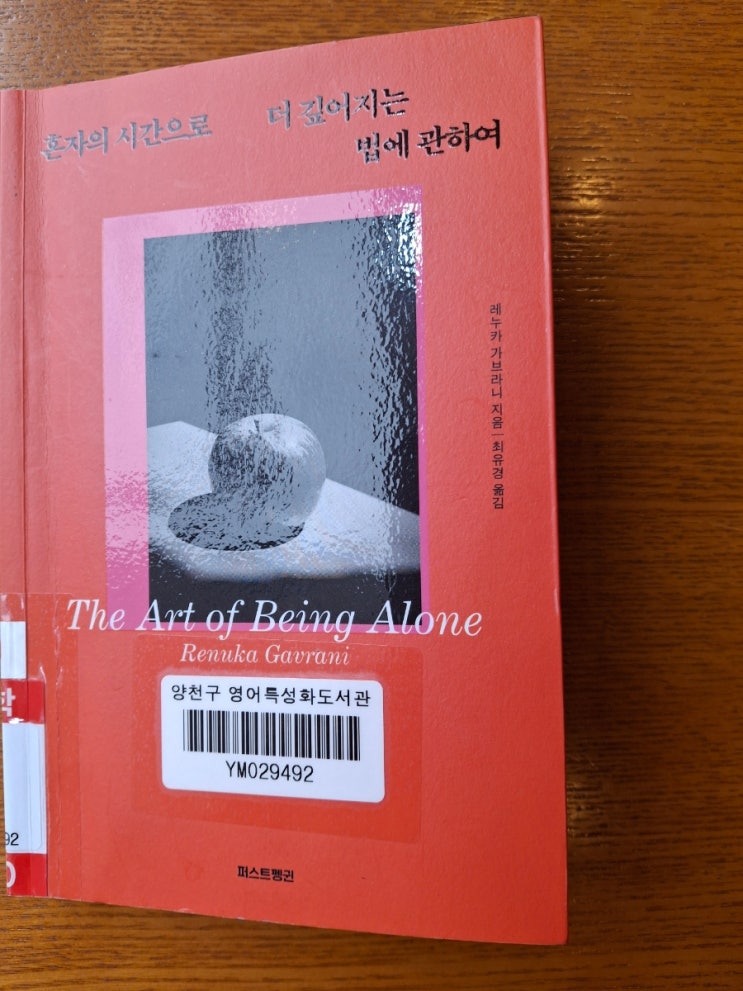 혼자의 시간으로 더 깊어지는
법에 관하여
레누카 가브라니 지음 | 최유경 옮김
The Art of Being Alone
Renuka Gavrani
양천구 영어특성화도서관
YM029492
학
92
퍼스트펭귄